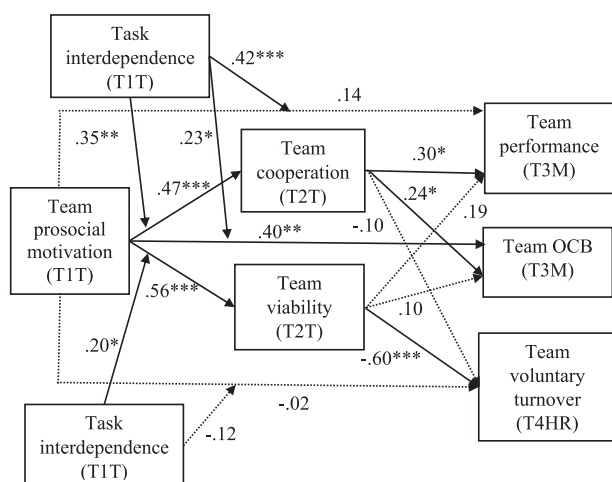 Task
interdependence
(T1T)
.42***
.14
.35**
.23*
Team
cooperation
(T2T)
.30*
Team
performance
(T3M)
.47***
.24*
.19
Team
prosocial
motivation
(T1T)
-.10
.40**
Team OCB
(T3M)
.56***
Team
viability
(T2T)
.10
.20*
-.60***
Team
voluntary
turnover
(T4HR)
-.02
Task
interdependence
(T1T)
-.12